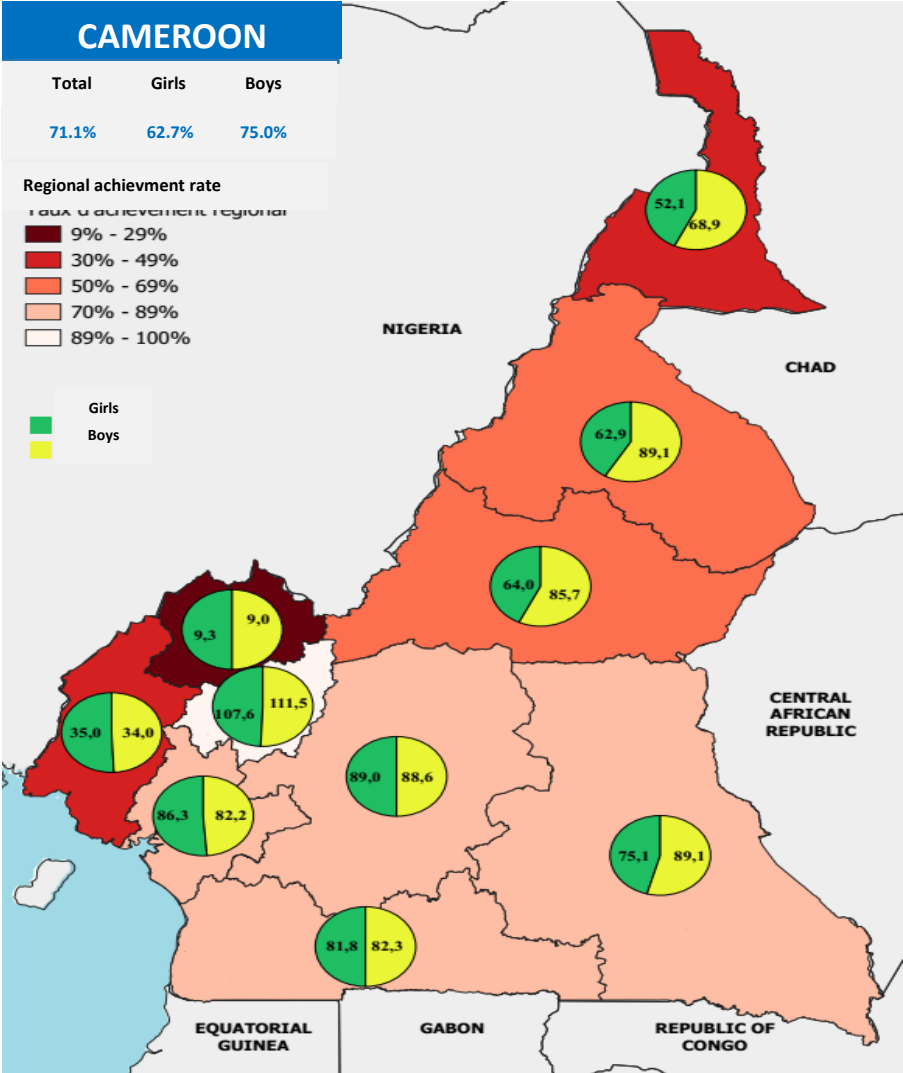 CAMEROON
Total Girls Boys
71.1% 62.7% 75.0%
Regional achievment rate
Taux d'achèvement régional
9% - 29%
30% - 49%
50% - 69%
70% - 89%
89% - 100%
Girls
Boys
NIGERIA
CHAD
CENTRAL
AFRICAN
REPUBLIC
EQUATORIAL
GUINEA
GABON
REPUBLIC OF
CONGO
52,1
68,9
62,9
89,1
64,0
85,7
9,3
9,0
107,6
111,5
35,0
34,0
89,0
88,6
86,3
82,2
75,1
89,1
81,8
82,3